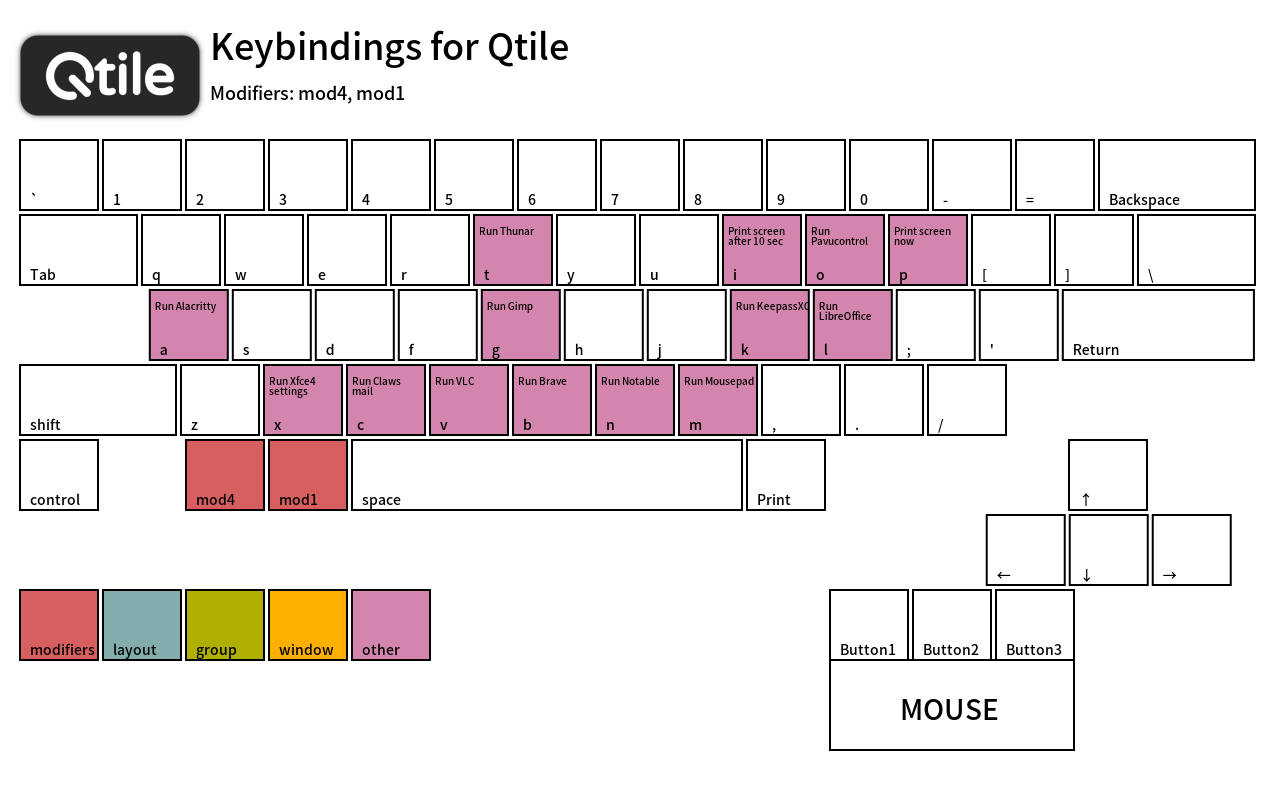 Qtile
Keybindings for Qtile
Modifiers: mod4, mod1
` 1 2 3 4 5 6 7 8 9 0 - = Backspace
Run Thunar
Print screen
after 10 sec
Run
Pavucontrol
Print screen
now
Tab q w e r t y u i o p [ ] \
Run Alacritty
Run Gimp
Run KeepassXC
Run
LibreOffice
a s d f g h j k l ; ' Return
Run Xfce4
settings
Run Claws
mail
Run VLC
Run Brave
Run Notable
Run Mousepad
shift z x c v b n m , . /
control mod4 mod1 space Print ↑
← ↓ →
modifiers layout group window other
Button1 Button2 Button3
MOUSE